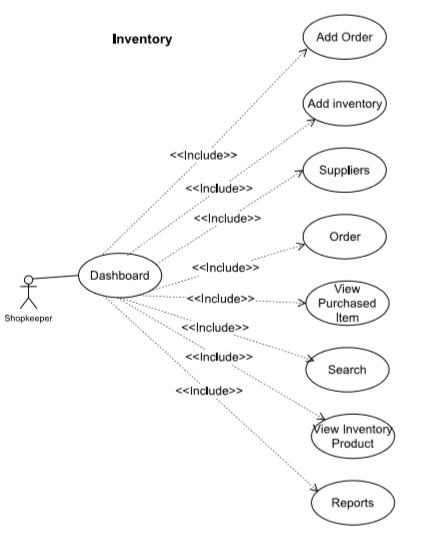 Inventory
Add Order
Add inventory
<<Include>>
Suppliers
<<Include>>
<<Include>>
Order
<<Include>>
Dashboard
View
Purchased
Item
<<Include>>
Shopkeeper
<<Include>>
<<Include>>
Search
<<Include>>
View Inventory
Product
Reports